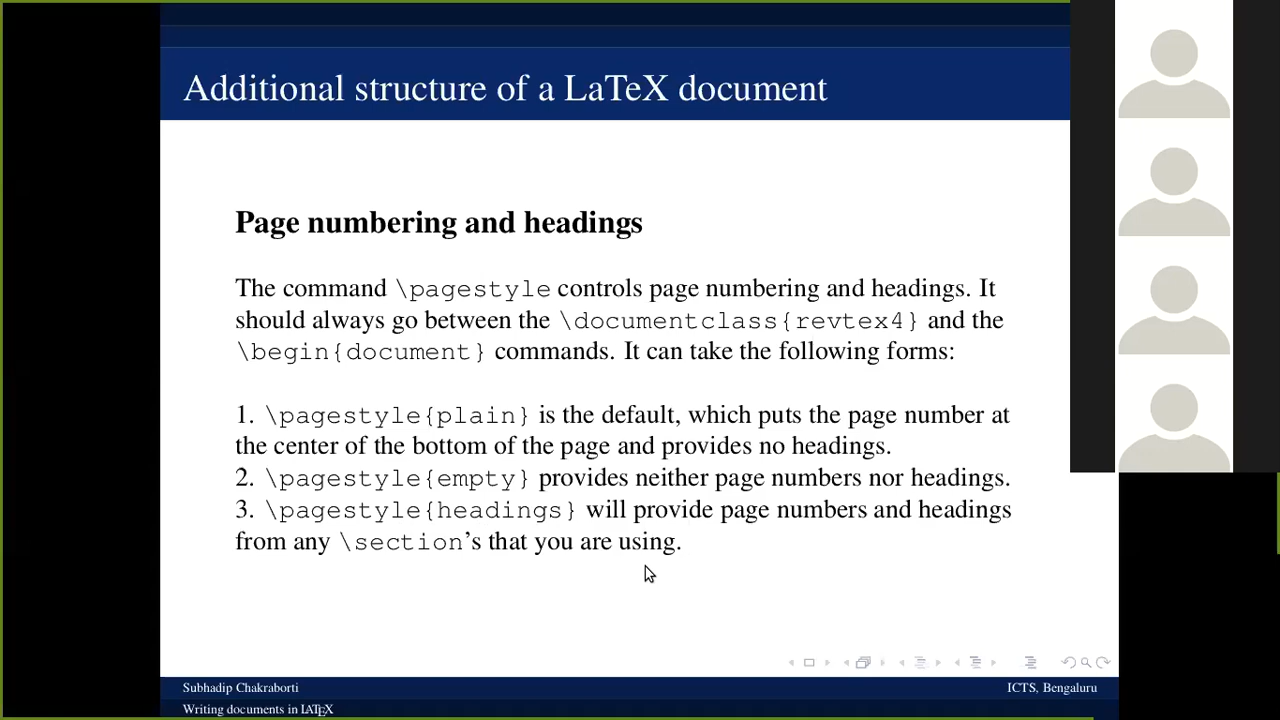 Additional structure of a LaTeX document
Page numbering and headings
The command \pagestyle controls page numbering and headings. It
should always go between the \documentclass{revtex4} and the
\begin{document} commands. It can take the following forms:
1. \pagestyle{plain} is the default, which puts the page number at
the center of the bottom of the page and provides no headings.
2. \pagestyle{empty} provides neither page numbers nor headings.
3. \pagestyle{headings} will provide page numbers and headings
from any \section's that you are using.
Subhadip Chakraborti
ICTS, Bengaluru
Writing documents in LATEX